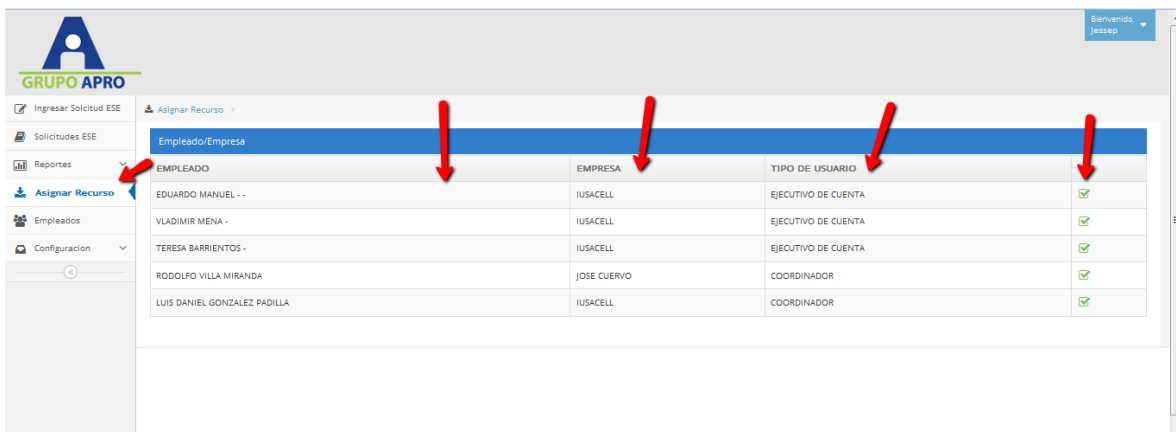 Bienvenido,
Jessep
GRUPO APRO
Ingresar Solcitud ESE
Solicitudes ESE
Reportes
Asignar Recurso
Empleados
Configuracion
Asignar Recurso >
Empleado/Empresa
EMPLEADO EMPRESA TIPO DE USUARIO
EDUARDO MANUEL - - IUSACELL EJECUTIVO DE CUENTA
VLADIMIR MENA - IUSACELL EJECUTIVO DE CUENTA
TERESA BARRIENTOS - IUSACELL EJECUTIVO DE CUENTA
RODOLFO VILLA MIRANDA JOSE CUERVO COORDINADOR
LUIS DANIEL GONZALEZ PADILLA IUSACELL COORDINADOR